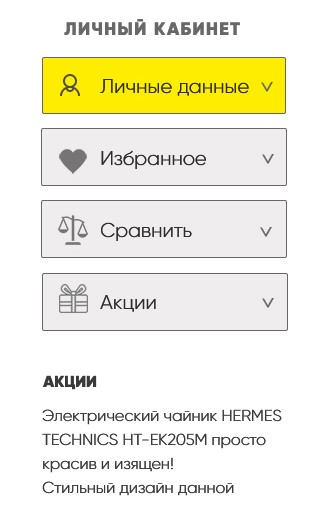 ЛИЧНЫЙ КАБИНЕТ
Личные данные
Избранное
Сравнить
Акции
АКЦИИ
Электрический чайник HERMES
TECHNICS HT-EK205M просто
красив и изящен!
Стильный дизайн данной